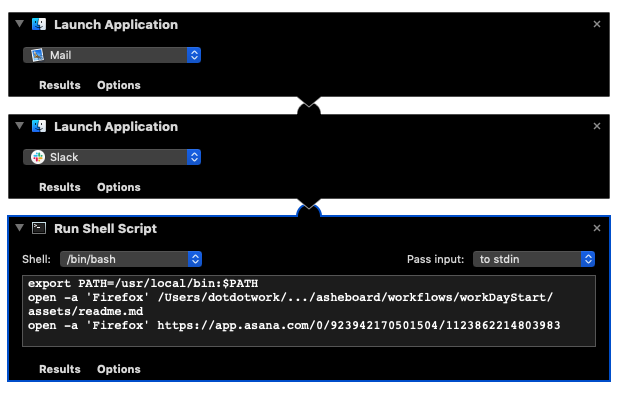 Launch Application
Mail
Results Options
Launch Application
Slack
Results Options
Run Shell Script
Shell: /bin/bash Pass input: to stdin
export PATH=/usr/local/bin:$PATH
open -a 'Firefox' /Users/dotdotwork/.../asheboard/workflows/workDayStart/
assets/readme.md
open -a 'Firefox' https://app.asana.com/0/923942170501504/1123862214803983
Results Options